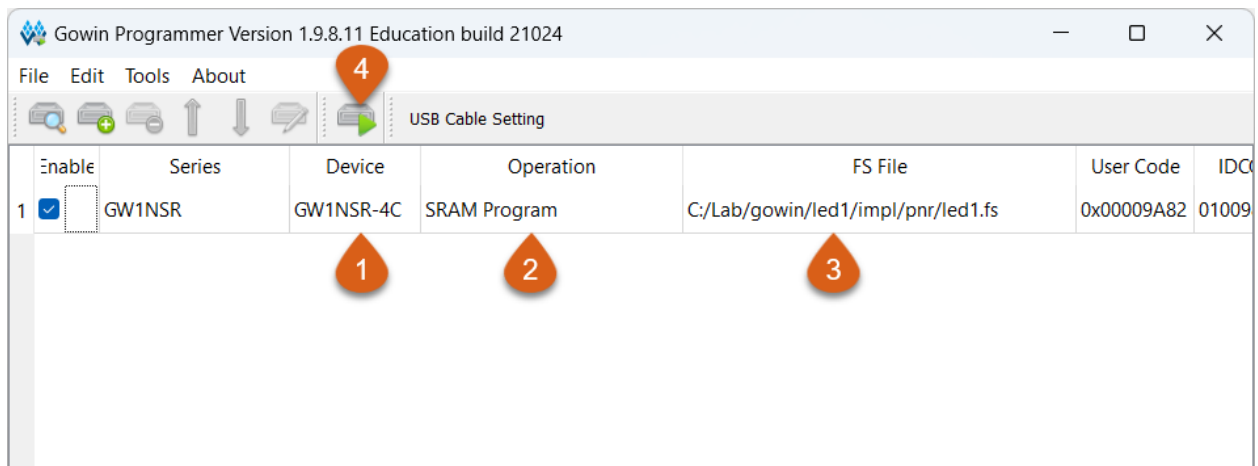 Gowin Programmer Version 1.9.8.11 Education build 21024
File Edit Tools About
4
USB Cable Setting
Enable Series Device Operation FS File User Code IDC
1 GW1NSR GW1NSR-4C SRAM Program C:/Lab/gowin/led1/impl/pnr/led1.fs 0x00009A82 01009
1 2 3